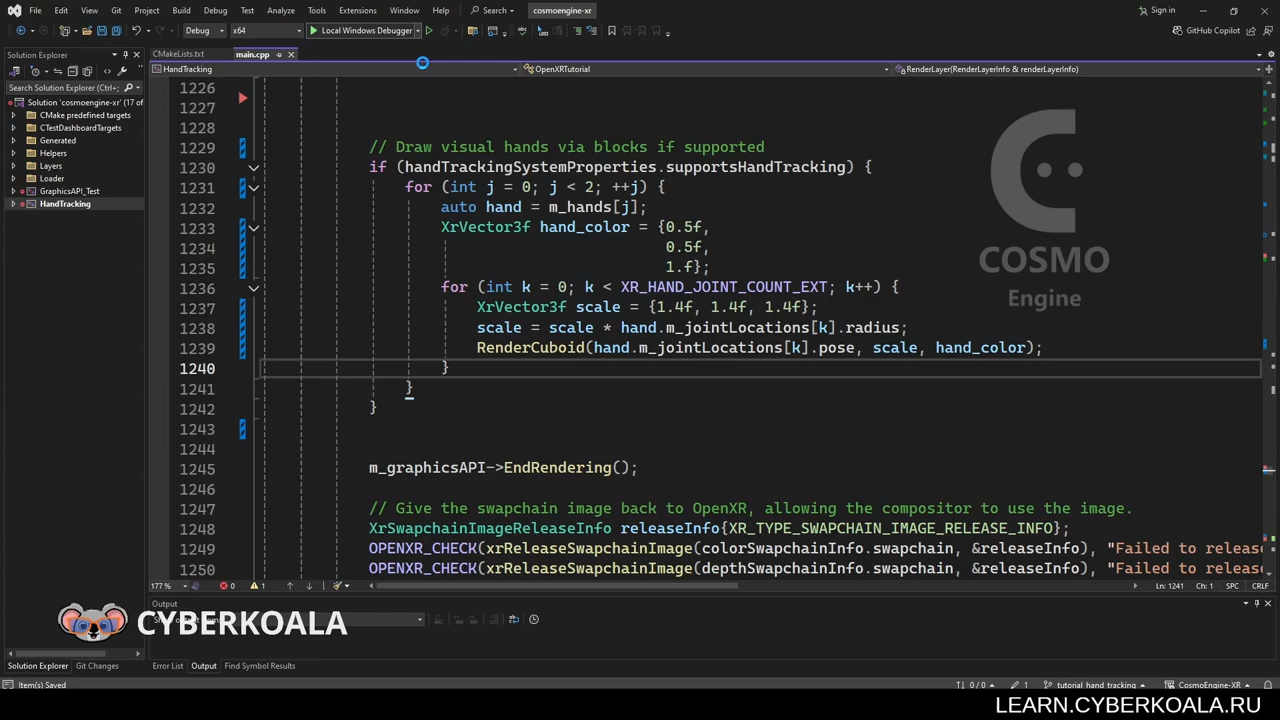 File Edit View Git Project Build Debug Test Analyze Tools Extensions Window Help Search cosmoengine-xr Sign in
Debug x64 Local Windows Debugger GitHub Copilot
Solution Explorer
CMakeLists.txt main.cpp
HandTracking OpenXRTutorial RenderLayer(RenderLayerInfo & renderLayerInfo)
Search Solution Explorer (Ctrl+;
Solution 'cosmoengine-xr' (17 of
CMake predefined targets
CTestDashboardTargets
Generated
Helpers
Layers
Loader
GraphicsAPI_Test
HandTracking
1226
1227
1228
1229 // Draw visual hands via blocks if supported
1230 if (handTrackingSystemProperties.supportsHandTracking) {
1231 for (int j = 0; j < 2; ++j) {
1232 auto hand = m_hands[j];
1233 XrVector3f hand_color = {0.5f,
1234 0.5f,
1235 1.f};
1236 for (int k = 0; k < XR_HAND_JOINT_COUNT_EXT; k++) {
1237 XrVector3f scale = {1.4f, 1.4f, 1.4f};
1238 scale = scale * hand.m_jointLocations[k].radius;
1239 RenderCuboid(hand.m_jointLocations[k].pose, scale, hand_color);
1240 }
1241 }
1242 }
1243
1244
1245 m_graphicsAPI->EndRendering();
1246
1247 // Give the swapchain image back to OpenXR, allowing the compositor to use the image.
1248 XrSwapchainImageReleaseInfo releaseInfo{XR_TYPE_SWAPCHAIN_IMAGE_RELEASE_INFO};
1249 OPENXR_CHECK(xrReleaseSwapchainImage(colorSwapchainInfo.swapchain, &releaseInfo), "Failed to releas
1250 OPENXR_CHECK(xrReleaseSwapchainImage(depthSwapchainInfo.swapchain, &releaseInfo), "Failed to releas
COSMO
Engine
177 % 0 1 Ln: 1241 Ch: 1 SPC CRLF
Output
CYBERKOALA
Solution Explorer Git Changes Error List Output Find Symbol Results
Item(s) Saved 0 / 0 1 tutorial_hand_tracking CosmoEngine-XR
LEARN.CYBERKOALA.RU